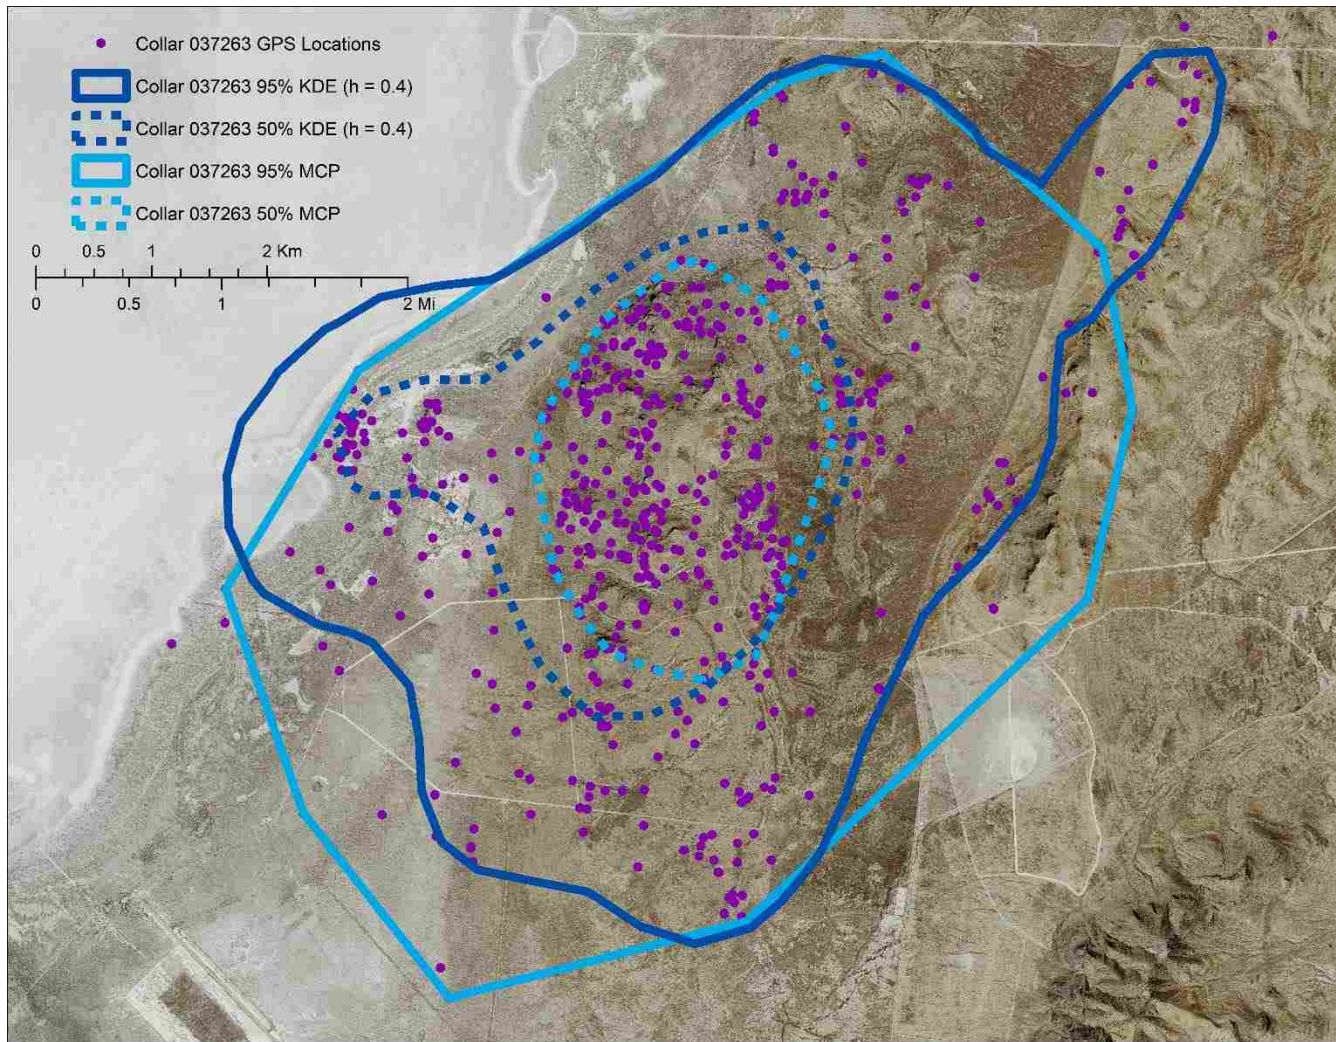 Collar 037263 GPS Locations
Collar 037263 95% KDE (h = 0.4)
Collar 037263 50% KDE (h = 0.4)
Collar 037263 95% MCP
Collar 037263 50% MCP
0 0.5 1 2 Km
0 0.5 1 2 Mi